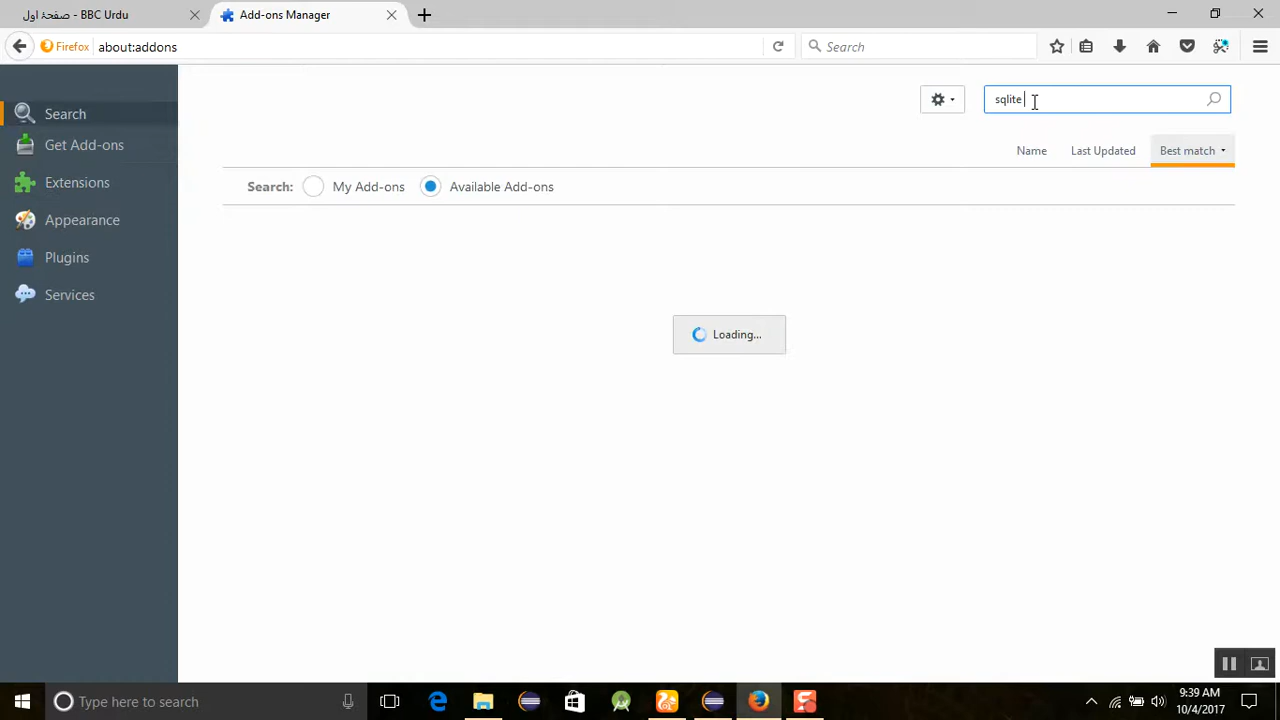 صفحۂ اول - BBC Urdu
Add-ons Manager
Firefox
about:addons
Search
sqlite
Search
Get Add-ons
Extensions
Appearance
Plugins
Services
Name
Last Updated
Best match
Search:
My Add-ons
Available Add-ons
Loading...
Type here to search
9:39 AM
10/4/2017